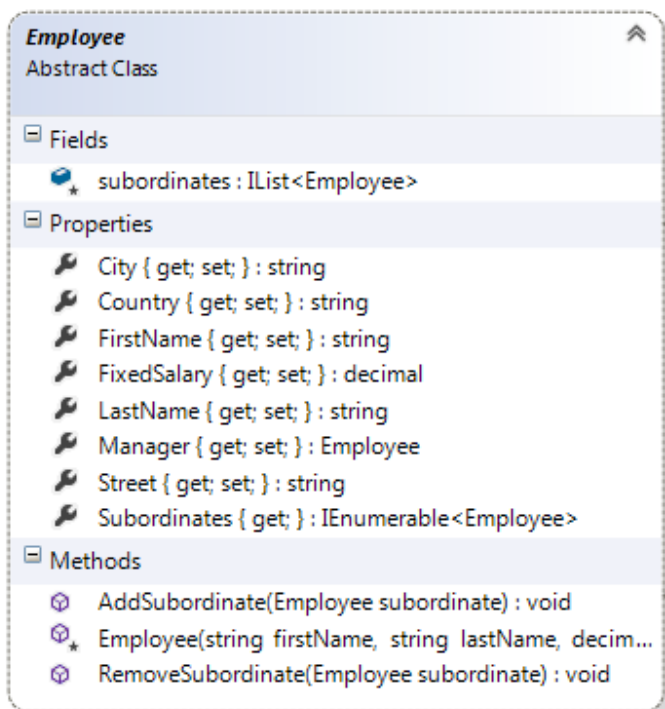 Employee
Abstract Class
Fields
subordinates : IList<Employee>
Properties
City { get; set; } : string
Country { get; set; } : string
FirstName { get; set; } : string
FixedSalary { get; set; } : decimal
LastName { get; set; } : string
Manager { get; set; } : Employee
Street { get; set; } : string
Subordinates { get; } : IEnumerable<Employee>
Methods
AddSubordinate(Employee subordinate) : void
Employee(string firstName, string lastName, decim...
RemoveSubordinate(Employee subordinate) : void